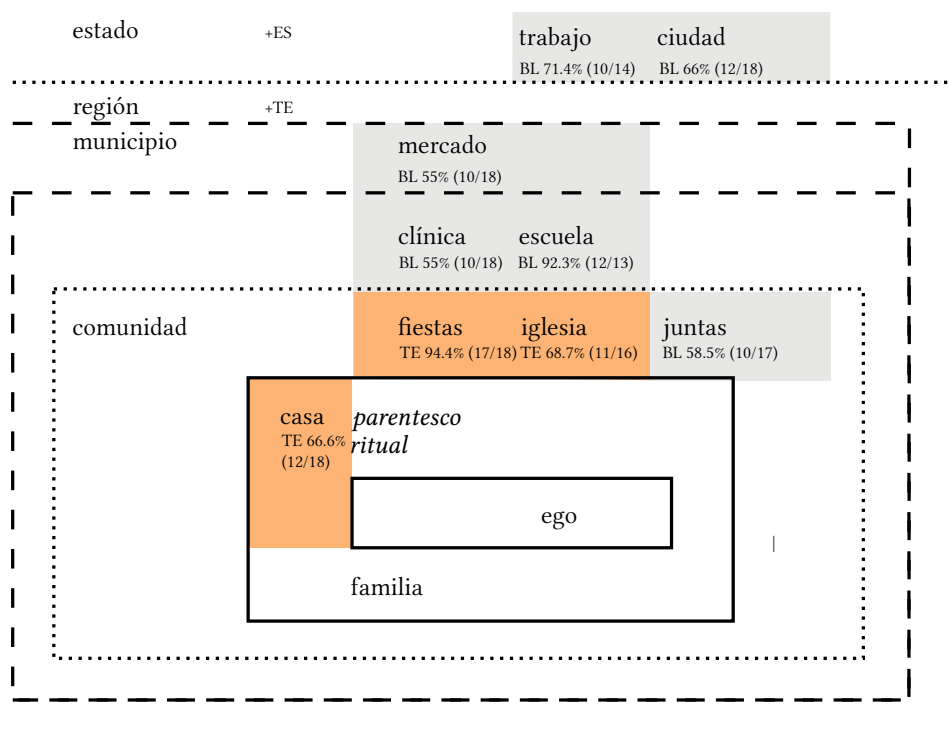 estado +ES trabajo ciudad
BL 71.4% (10/14) BL 66% (12/18)
región +TE
municipio mercado
BL 55% (10/18)
clínica escuela
BL 55% (10/18) BL 92.3% (12/13)
comunidad fiestas iglesia juntas
TE 94.4% (17/18) TE 68.7% (11/16) BL 58.5% (10/17)
casa parentesco
TE 66.6% ritual
(12/18)
ego
familia